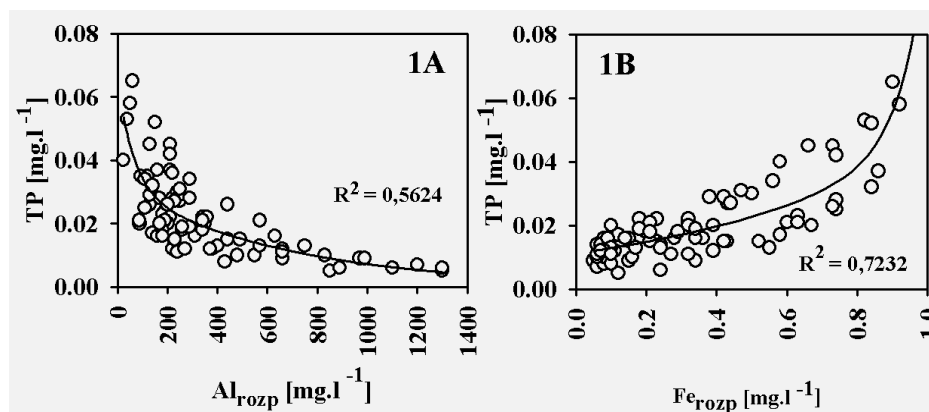 1A
TP [mg.l -1]
0.08
0.06
0.04
0.02
0.00
R2 = 0,5624
0 200 400 600 800 1000 1200 1400
Alrozp [mg.l -1]
1B
TP [mg.l -1]
0.08
0.06
0.04
0.02
0.00
R2 = 0,7232
0.0 0.2 0.4 0.6 0.8 1.0
Ferozp [mg.l -1]